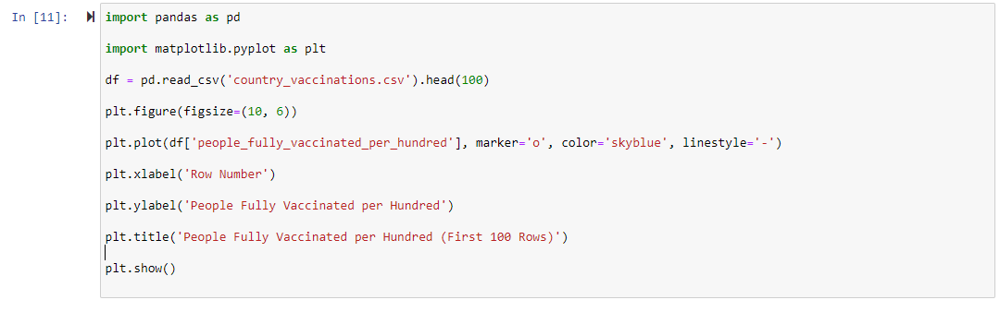 In [11]:
import pandas as pd
import matplotlib.pyplot as plt
df = pd.read_csv('country_vaccinations.csv').head(100)
plt.figure(figsize=(10, 6))
plt.plot(df['people_fully_vaccinated_per_hundred'], marker='o', color='skyblue', linestyle='-')
plt.xlabel('Row Number')
plt.ylabel('People Fully Vaccinated per Hundred')
plt.title('People Fully Vaccinated per Hundred (First 100 Rows)')
plt.show()